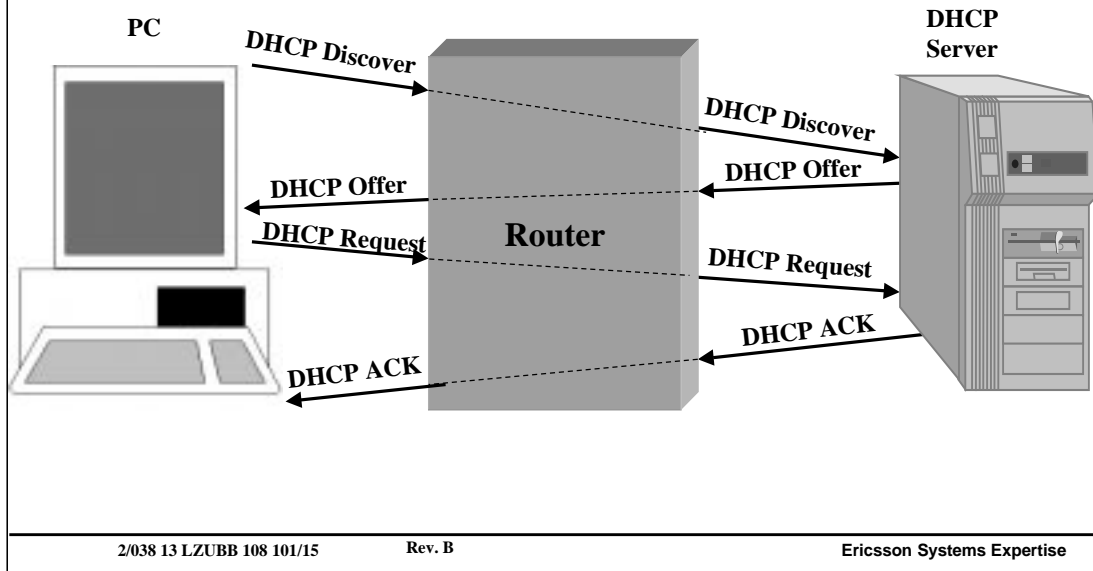 PC
DHCP
Server
DHCP Discover
DHCP Discover
DHCP Offer
DHCP Offer
DHCP Request
Router
DHCP Request
DHCP ACK
DHCP ACK
2/038 13 LZUBB 108 101/15 Rev. B Ericsson Systems Expertise